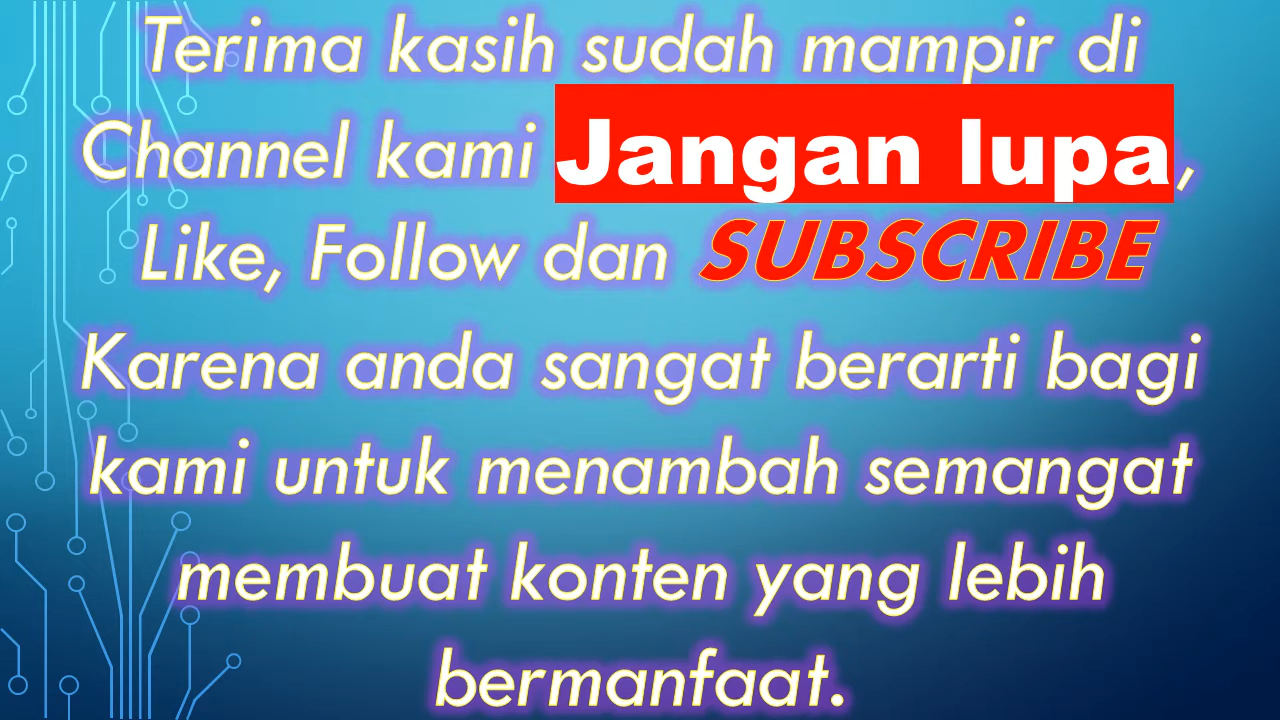 Terima kasih sudah mampir di
Channel kami Jangan lupa,
Like, Follow dan SUBSCRIBE
Karena anda sangat berarti bagi
kami untuk menambah semangat
membuat konten yang lebih
bermanfaat.